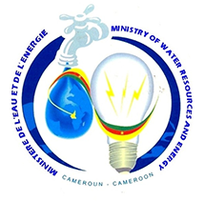 MINISTERE DE L'EAU ET DE L'ENERGIE
MINISTRY OF WATER RESOURCES AND ENERGY
CAMEROUN - CAMEROON